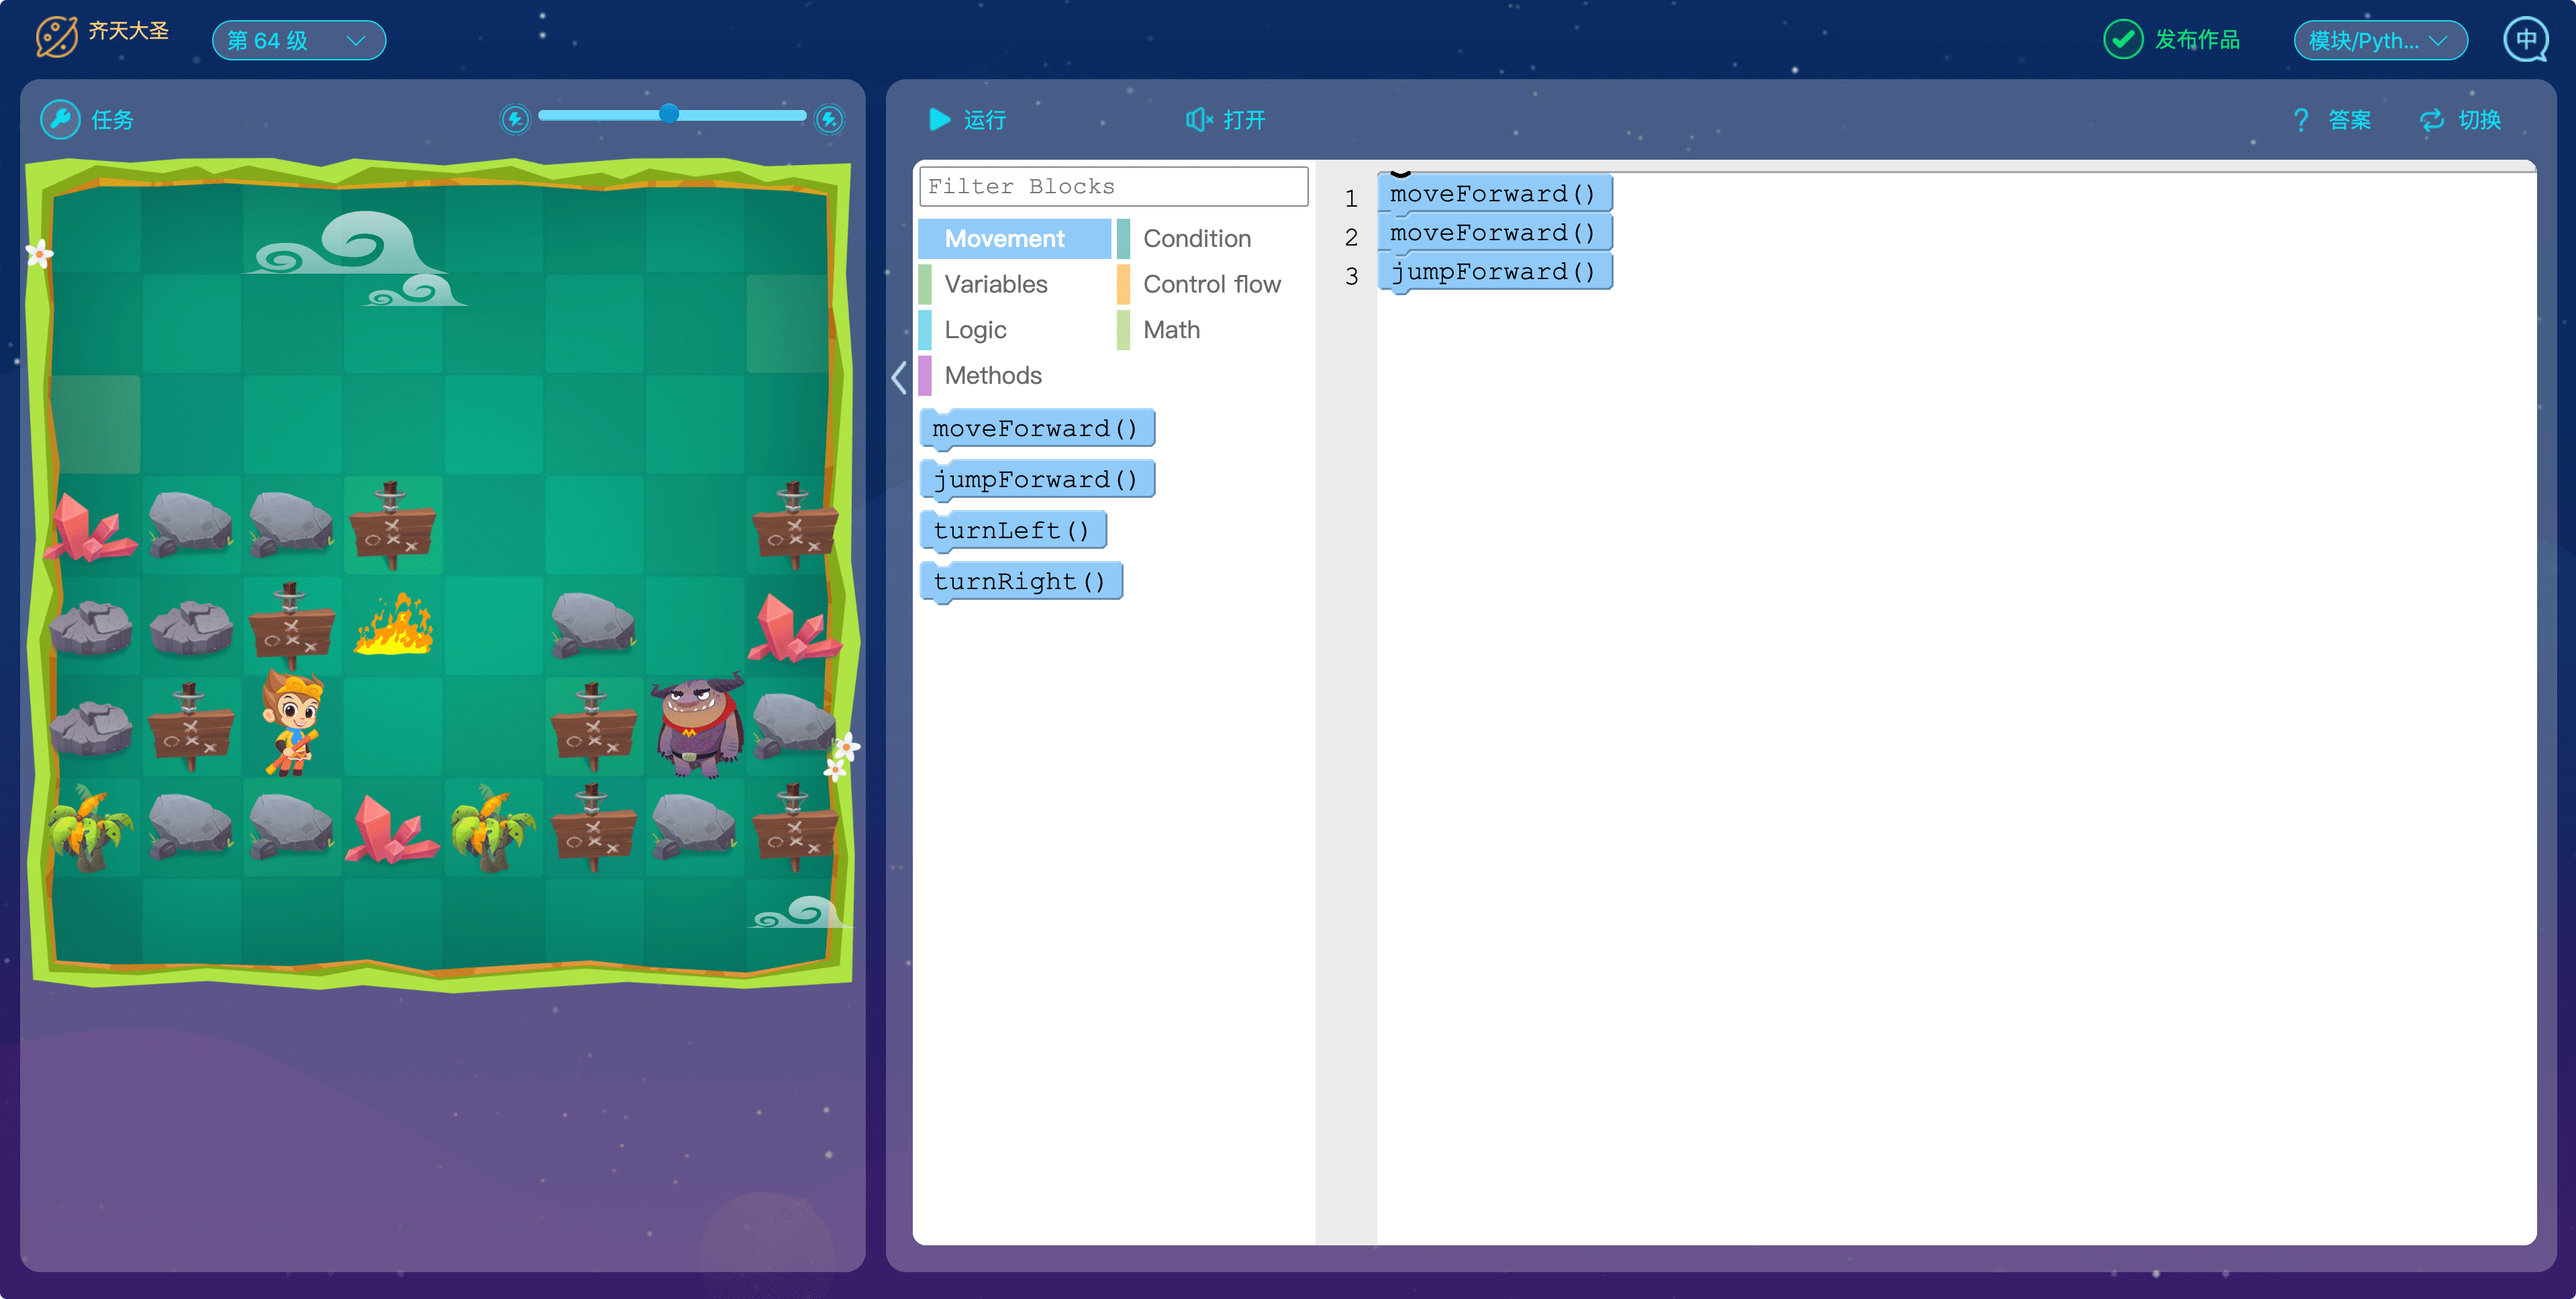 齐天大圣
第 64 级
发布作品
模块/Pyth...
中
任务
运行
打开
? 答案
切换
Filter Blocks
Movement
Condition
Variables
Control flow
Logic
Math
Methods
moveForward()
jumpForward()
turnLeft()
turnRight()
1 moveForward()
2 moveForward()
3 jumpForward()